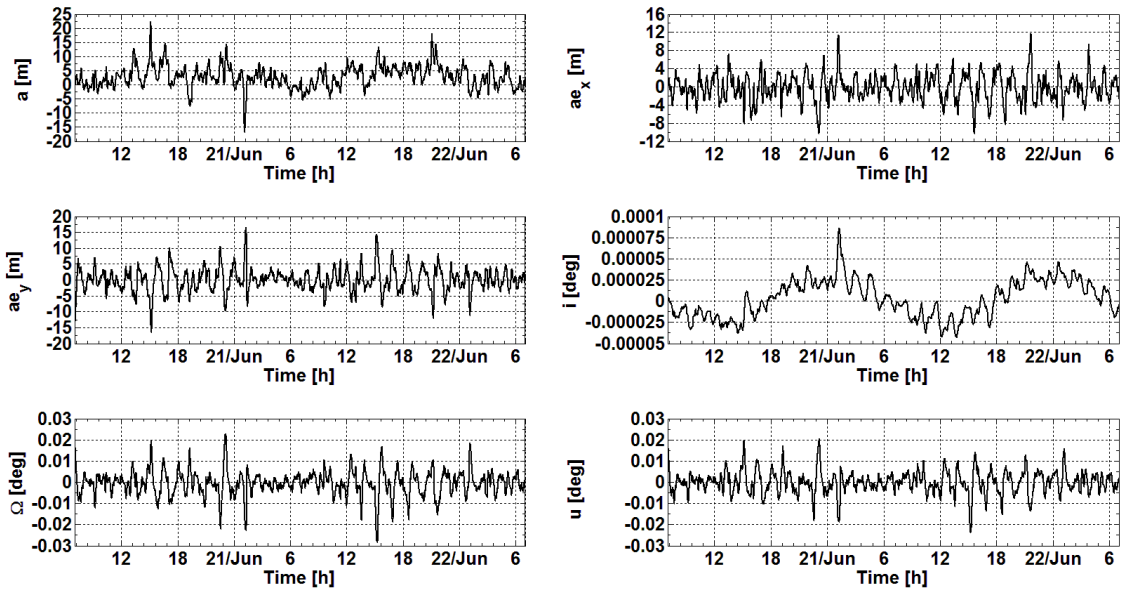 a [m]
25
20
15
10
5
0
-5
-10
-15
-20
12 18 21/Jun 6 12 18 22/Jun 6
Time [h]
ae_x [m]
16
12
8
4
0
-4
-8
-12
12 18 21/Jun 6 12 18 22/Jun 6
Time [h]
ae_y [m]
20
15
10
5
0
-5
-10
-15
-20
12 18 21/Jun 6 12 18 22/Jun 6
Time [h]
i [deg]
0.0001
0.000075
0.00005
0.000025
0
-0.000025
-0.00005
12 18 21/Jun 6 12 18 22/Jun 6
Time [h]
Ω [deg]
0.03
0.02
0.01
0
-0.01
-0.02
-0.03
12 18 21/Jun 6 12 18 22/Jun 6
Time [h]
u [deg]
0.03
0.02
0.01
0
-0.01
-0.02
-0.03
12 18 21/Jun 6 12 18 22/Jun 6
Time [h]